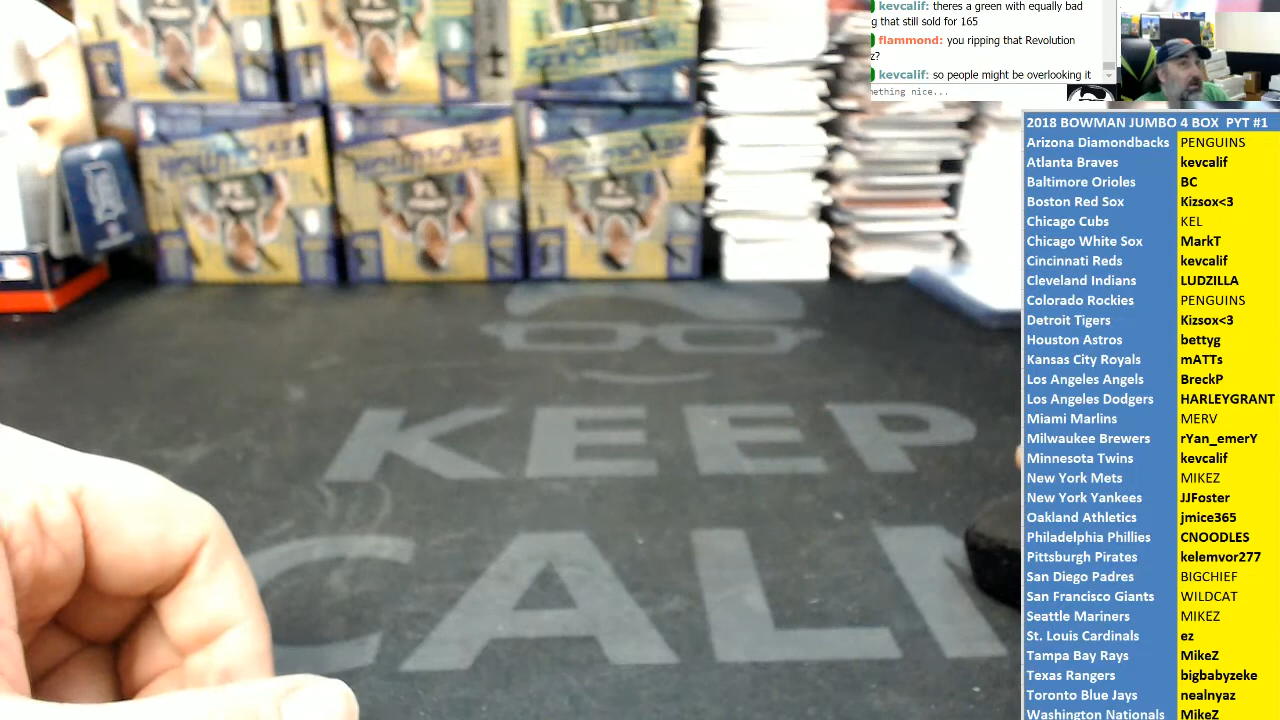 kevcalif: theres a green with equally bad
g that still sold for 165
flammond: you ripping that Revolution
z?
kevcalif: so people might be overlooking it
nething nice...
2018 BOWMAN JUMBO 4 BOX PYT #1
Arizona Diamondbacks PENGUINS
Atlanta Braves kevcalif
Baltimore Orioles BC
Boston Red Sox Kizsox<3
Chicago Cubs KEL
Chicago White Sox MarkT
Cincinnati Reds kevcalif
Cleveland Indians LUDZILLA
Colorado Rockies PENGUINS
Detroit Tigers Kizsox<3
Houston Astros bettyg
Kansas City Royals mATTs
Los Angeles Angels BreckP
Los Angeles Dodgers HARLEYGRANT
Miami Marlins MERV
Milwaukee Brewers rYan_emerY
Minnesota Twins kevcalif
New York Mets MIKEZ
New York Yankees JJFoster
Oakland Athletics jmice365
Philadelphia Phillies CNOODLES
Pittsburgh Pirates kelemvor277
San Diego Padres BIGCHIEF
San Francisco Giants WILDCAT
Seattle Mariners MIKEZ
St. Louis Cardinals ez
Tampa Bay Rays MikeZ
Texas Rangers bigbabyzeke
Toronto Blue Jays nealnyaz
Washington Nationals MikeZ
REVOLUTION
REVOLUTION
REVOLUTION
REVOLUTION
KEEP
CALM